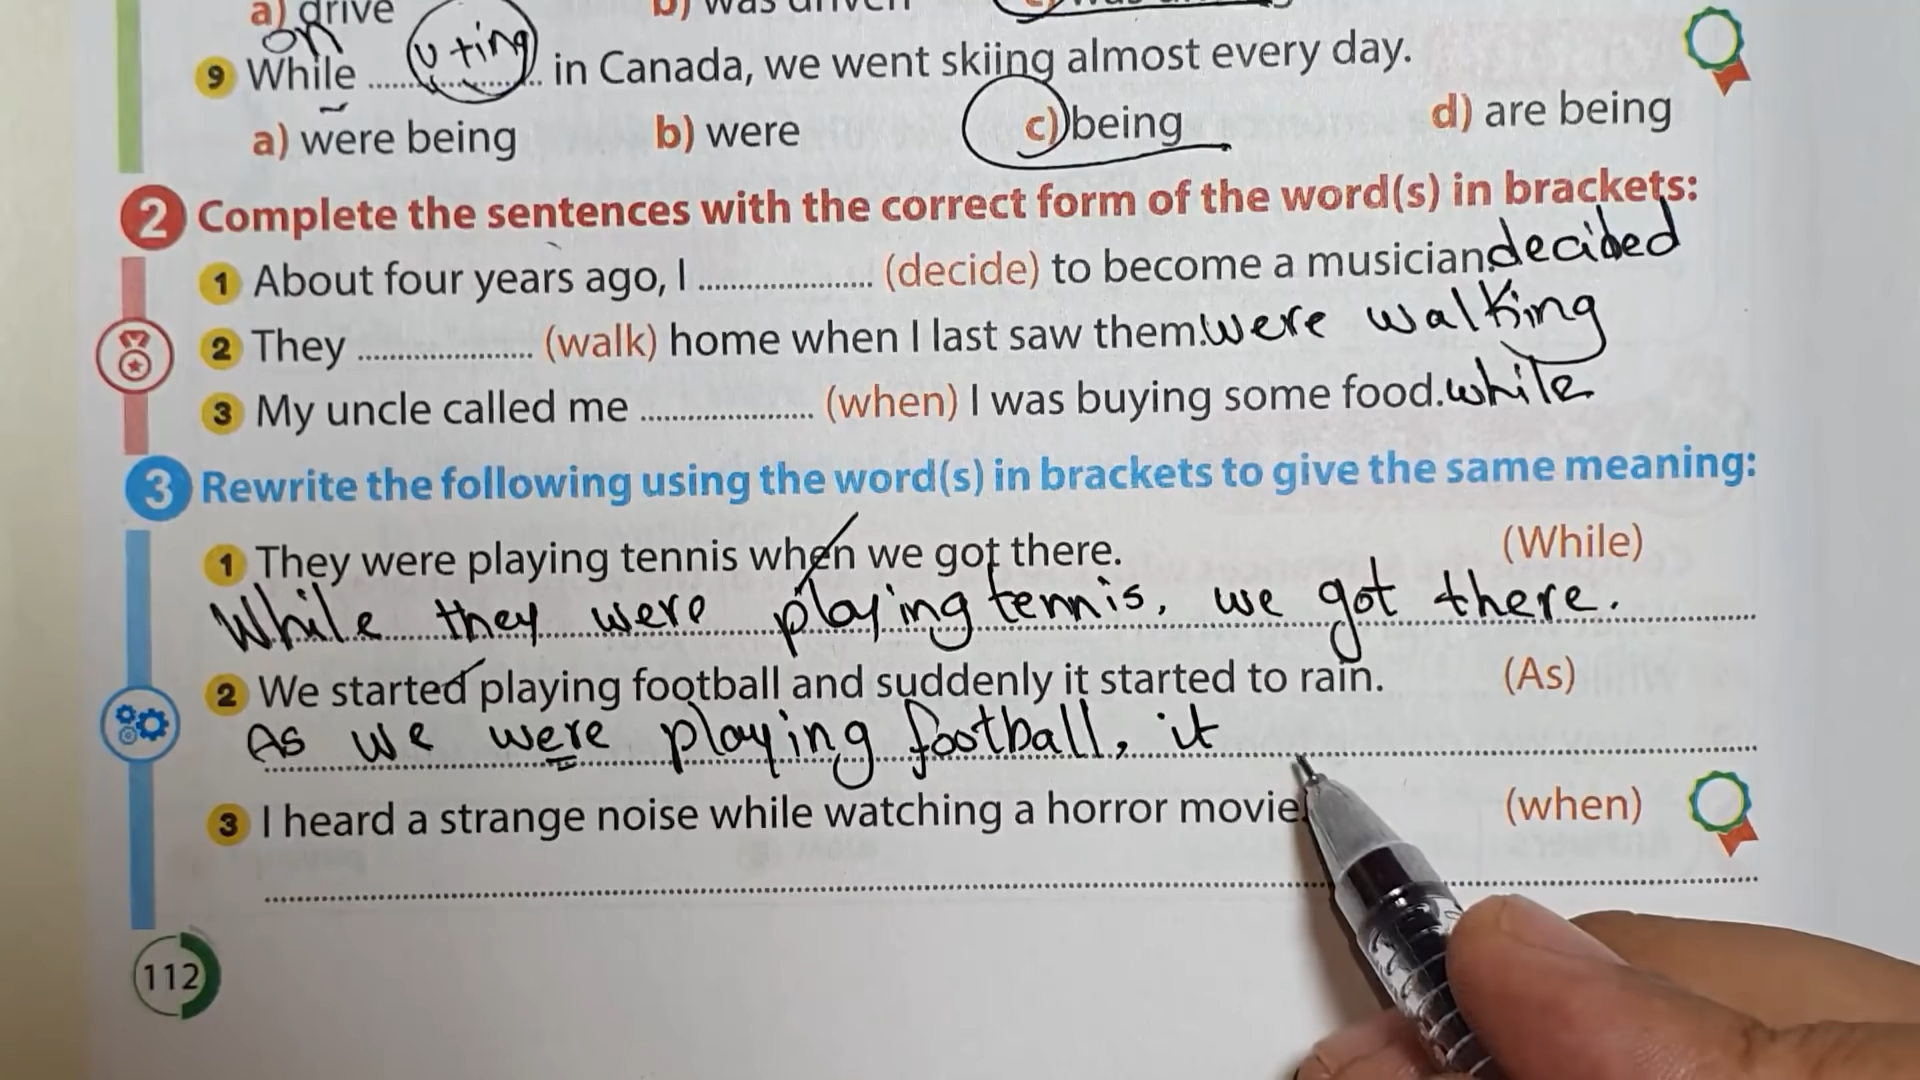 a) drive b) was driven
on
u + ing
9 While .................... in Canada, we went skiing almost every day.
a) were being b) were c) being d) are being
2 Complete the sentences with the correct form of the word(s) in brackets:
1 About four years ago, I .................... (decide) to become a musician. decided
2 They .................... (walk) home when I last saw them. were walking
3 My uncle called me .................... (when) I was buying some food. while
3 Rewrite the following using the word(s) in brackets to give the same meaning:
1 They were playing tennis when we got there. (While)
While they were playing tennis, we got there.
2 We started playing football and suddenly it started to rain. (As)
As we were playing football, it
3 I heard a strange noise while watching a horror movie. (when)
112